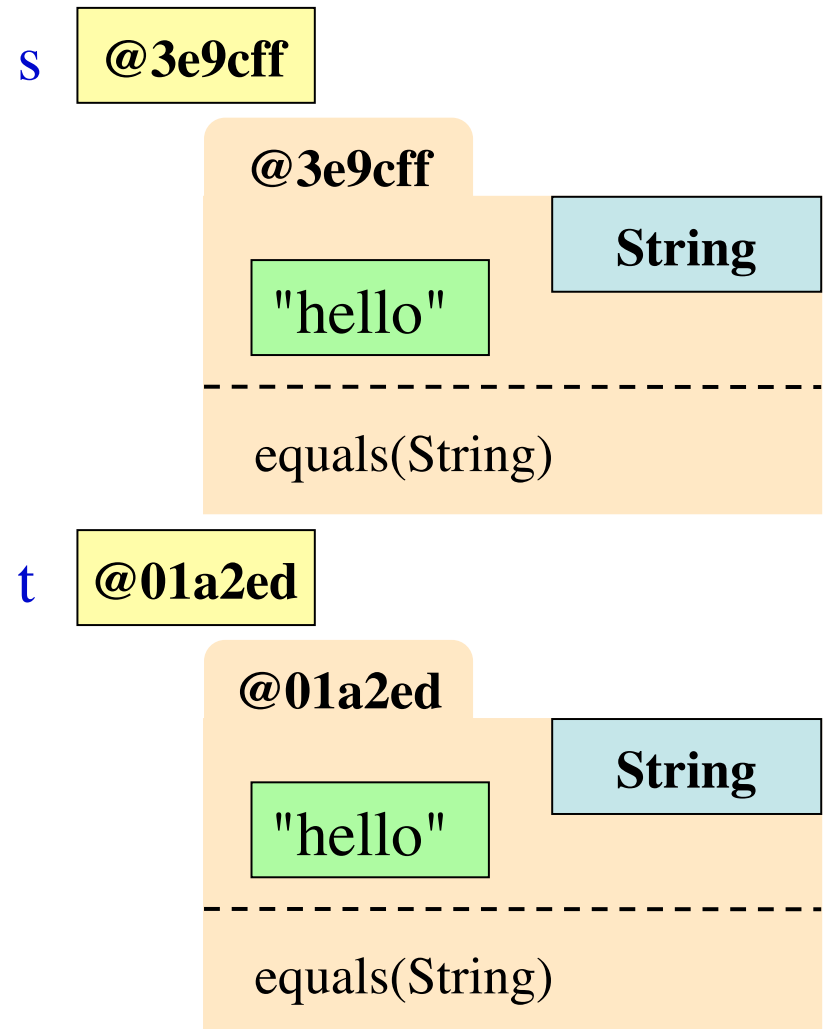 s @3e9cff
@3e9cff
String
"hello"
equals(String)
t @01a2ed
@01a2ed
String
"hello"
equals(String)